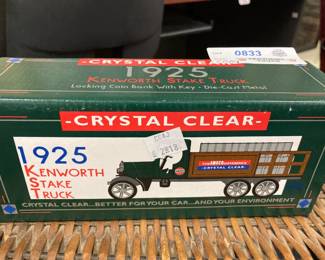 0833
-CRYSTAL CLEAR-
1925
KENWORTH STAKE TRUCK
Locking Coin Bank With Key · Die-Cast Metal
-CRYSTAL CLEAR-
1925
KENWORTH
STAKE
TRUCK
2818
CRYSTAL CLEAR
CRYSTAL CLEAR...BETTER FOR YOUR CAR...AND YOUR ENVIRONMENT